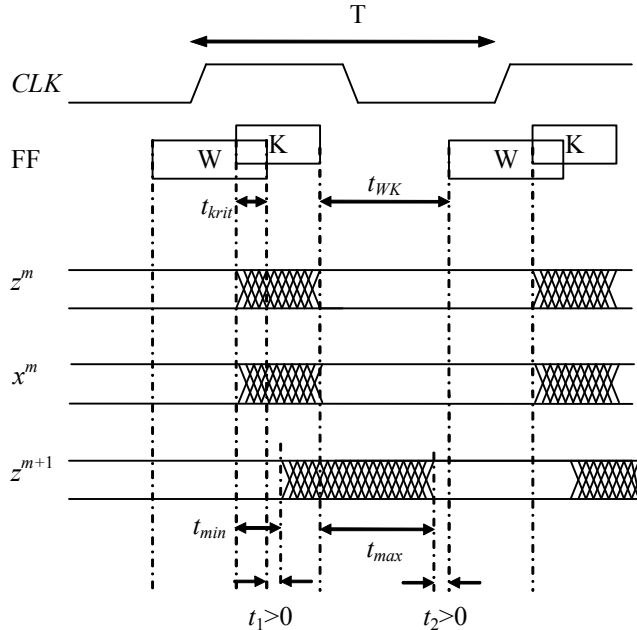 T
CLK
FF W K W K
t_krit t_WK
z^m
x^m
z^{m+1}
t_min t_max
t_1>0 t_2>0